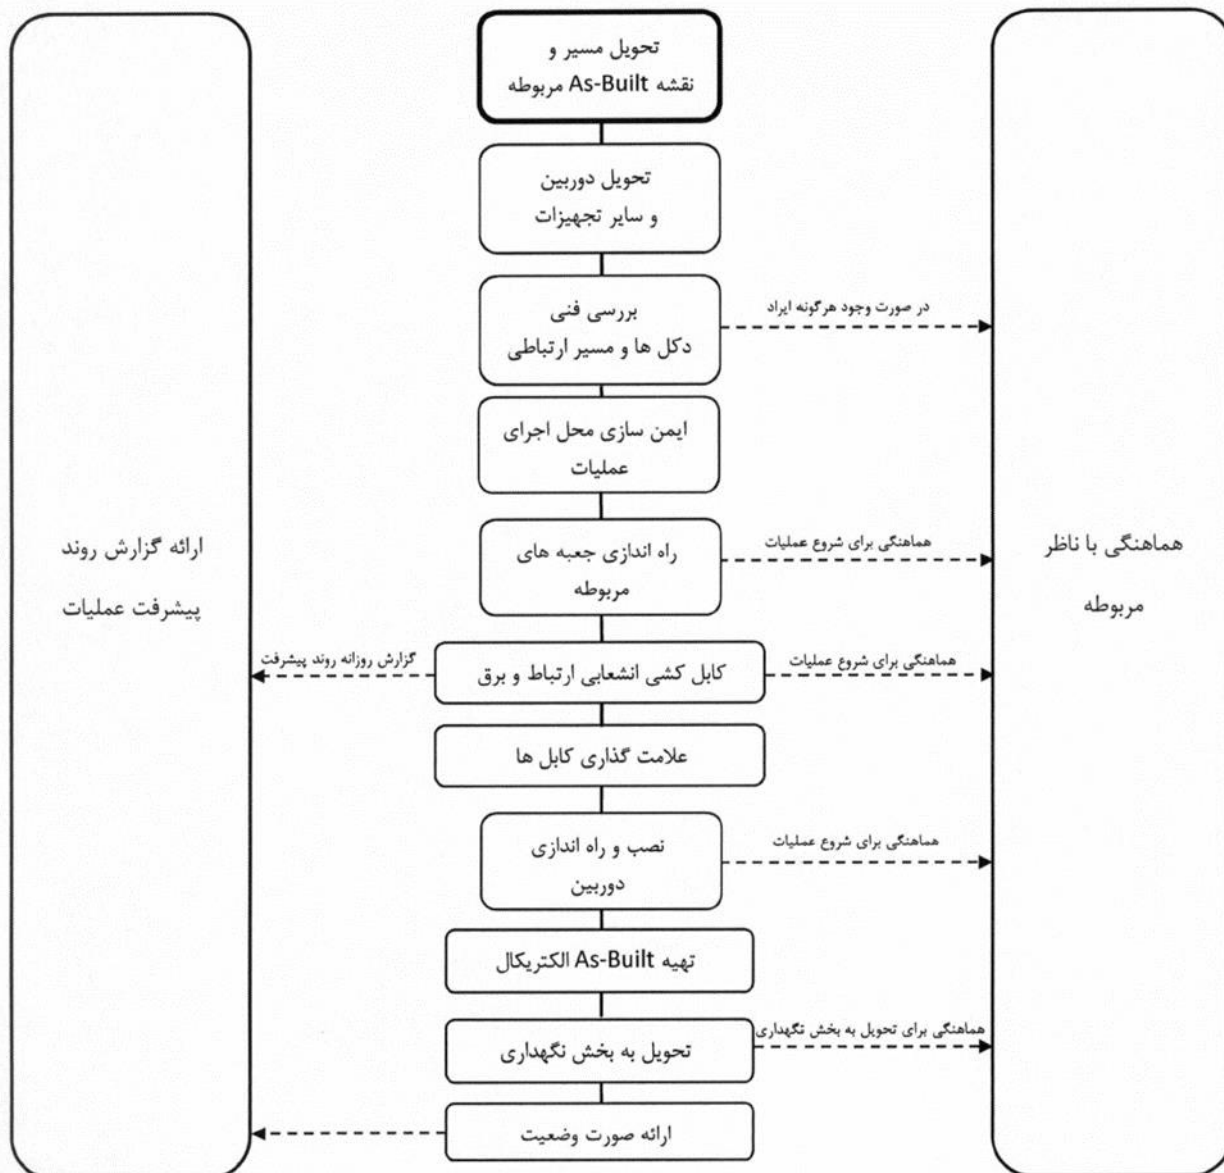 تحویل مسیر و
نقشه As-Built مربوطه
تحویل دوربین
و سایر تجهیزات
بررسی فنی
دکل ها و مسیر ارتباطی
در صورت وجود هرگونه ایراد
ایمن سازی محل اجرای
عملیات
راه اندازی جعبه های
مربوطه
هماهنگی برای شروع عملیات
هماهنگی با ناظر
مربوطه
ارائه گزارش روند
پیشرفت عملیات
کابل کشی انشعابی ارتباط و برق
هماهنگی برای شروع عملیات
گزارش روزانه روند پیشرفت
علامت گذاری کابل ها
نصب و راه اندازی
دوربین
هماهنگی برای شروع عملیات
تهیه As-Built الکتریکال
تحویل به بخش نگهداری
هماهنگی برای تحویل به بخش نگهداری
ارائه صورت وضعیت